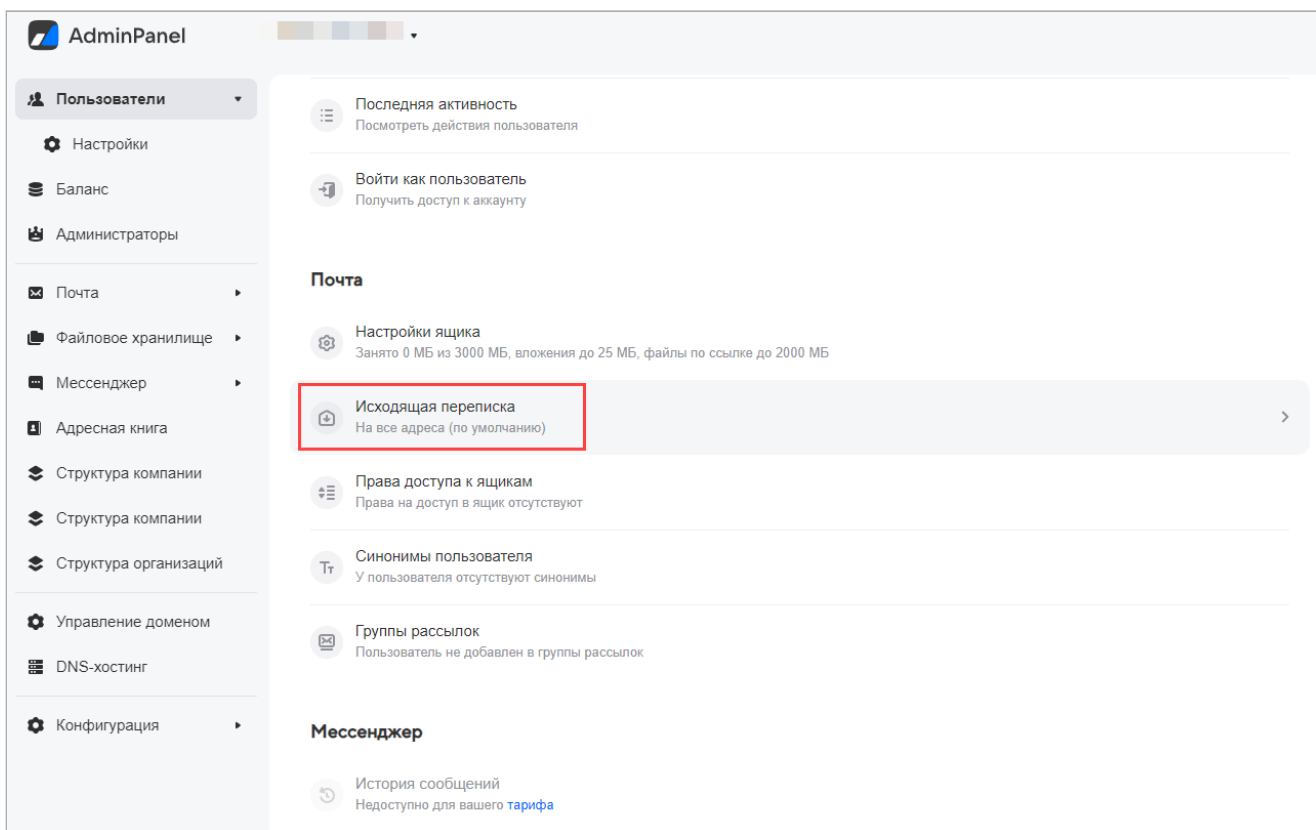 AdminPanel
Пользователи
Настройки
Баланс
Администраторы
Почта
Файловое хранилище
Мессенджер
Адресная книга
Структура компании
Структура компании
Структура организаций
Управление доменом
DNS-хостинг
Конфигурация
Последняя активность
Посмотреть действия пользователя
Войти как пользователь
Получить доступ к аккаунту
Почта
Настройки ящика
Занято 0 МБ из 3000 МБ, вложения до 25 МБ, файлы по ссылке до 2000 МБ
Исходящая переписка
На все адреса (по умолчанию)
Права доступа к ящикам
Права на доступ в ящик отсутствуют
Синонимы пользователя
У пользователя отсутствуют синонимы
Группы рассылок
Пользователь не добавлен в группы рассылок
Мессенджер
История сообщений
Недоступно для вашего тарифа